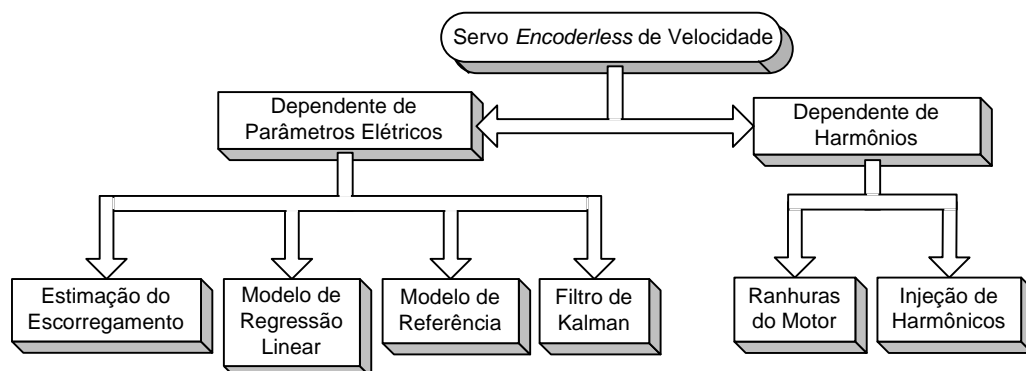 Servo Encoderless de Velocidade
Dependente de
Parâmetros Elétricos
Dependente de
Harmônios
Estimação do
Escorregamento
Modelo de
Regressão
Linear
Modelo de
Referência
Filtro de
Kalman
Ranhuras
do Motor
Injeção de
Harmônicos